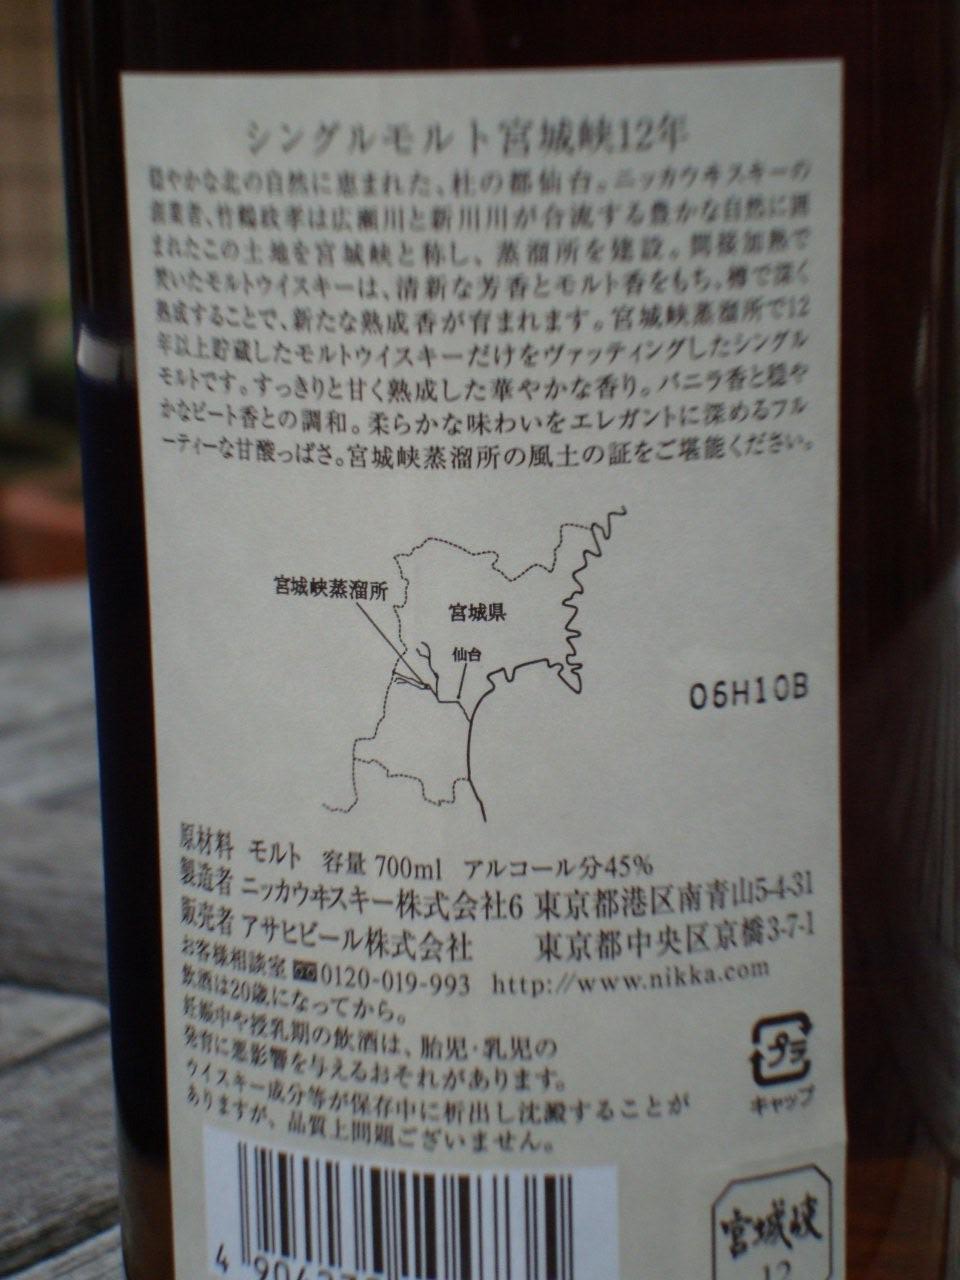 シングルモルト宮城峡12年
穏やかな北の自然に恵まれた、杜の都仙台。ニッカウヰスキーの
創業者、竹鶴政孝は広瀬川と新川川が合流する豊かな自然に囲
まれたこの土地を宮城峡と称し、蒸溜所を建設。間接加熱で
焚いたモルトウイスキーは、清新な芳香とモルト香をもち、樽で深く
熟成することで、新たな熟成香が育まれます。宮城峡蒸溜所で12
年以上貯蔵したモルトウイスキーだけをヴァッティングしたシングル
モルトです。すっきりと甘く熟成した華やかな香り。バニラ香と穏や
かなピート香との調和。柔らかな味わいをエレガントに深めるフル
ーティーな甘酸っぱさ。宮城峡蒸溜所の風土の証をご堪能ください。
宮城峡蒸溜所
宮城県
仙台
06H10B
原材料 モルト 容量 700ml アルコール分45%
製造者 ニッカウヰスキー株式会社6 東京都港区南青山5-4-31
販売者 アサヒビール株式会社 東京都中央区京橋3-7-1
お客様相談室 0120-019-993 http://www.nikka.com
飲酒は20歳になってから。
妊娠中や授乳期の飲酒は、胎児・乳児の
発育に悪影響を与えるおそれがあります。
ウイスキー成分等が保存中に析出し沈澱することが
ありますが、品質上問題ございません。
プラ
キャップ
宮城峡
12